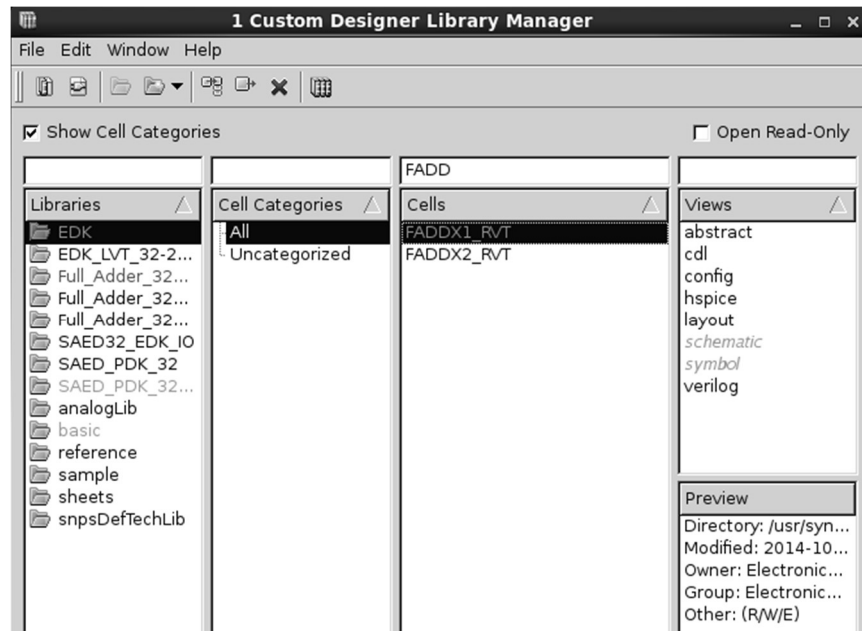 1 Custom Designer Library Manager
File Edit Window Help
Show Cell Categories
Open Read-Only
FADD
Libraries
EDK
EDK_LVT_32-2...
Full_Adder_32...
Full_Adder_32...
Full_Adder_32...
SAED32_EDK_IO
SAED_PDK_32
SAED_PDK_32...
analogLib
basic
reference
sample
sheets
snpsDefTechLib
Cell Categories
All
Uncategorized
Cells
FADDX1_RVT
FADDX2_RVT
Views
abstract
cdl
config
hspice
layout
schematic
symbol
verilog
Preview
Directory: /usr/syn...
Modified: 2014-10...
Owner: Electronic...
Group: Electronic...
Other: (R/W/E)